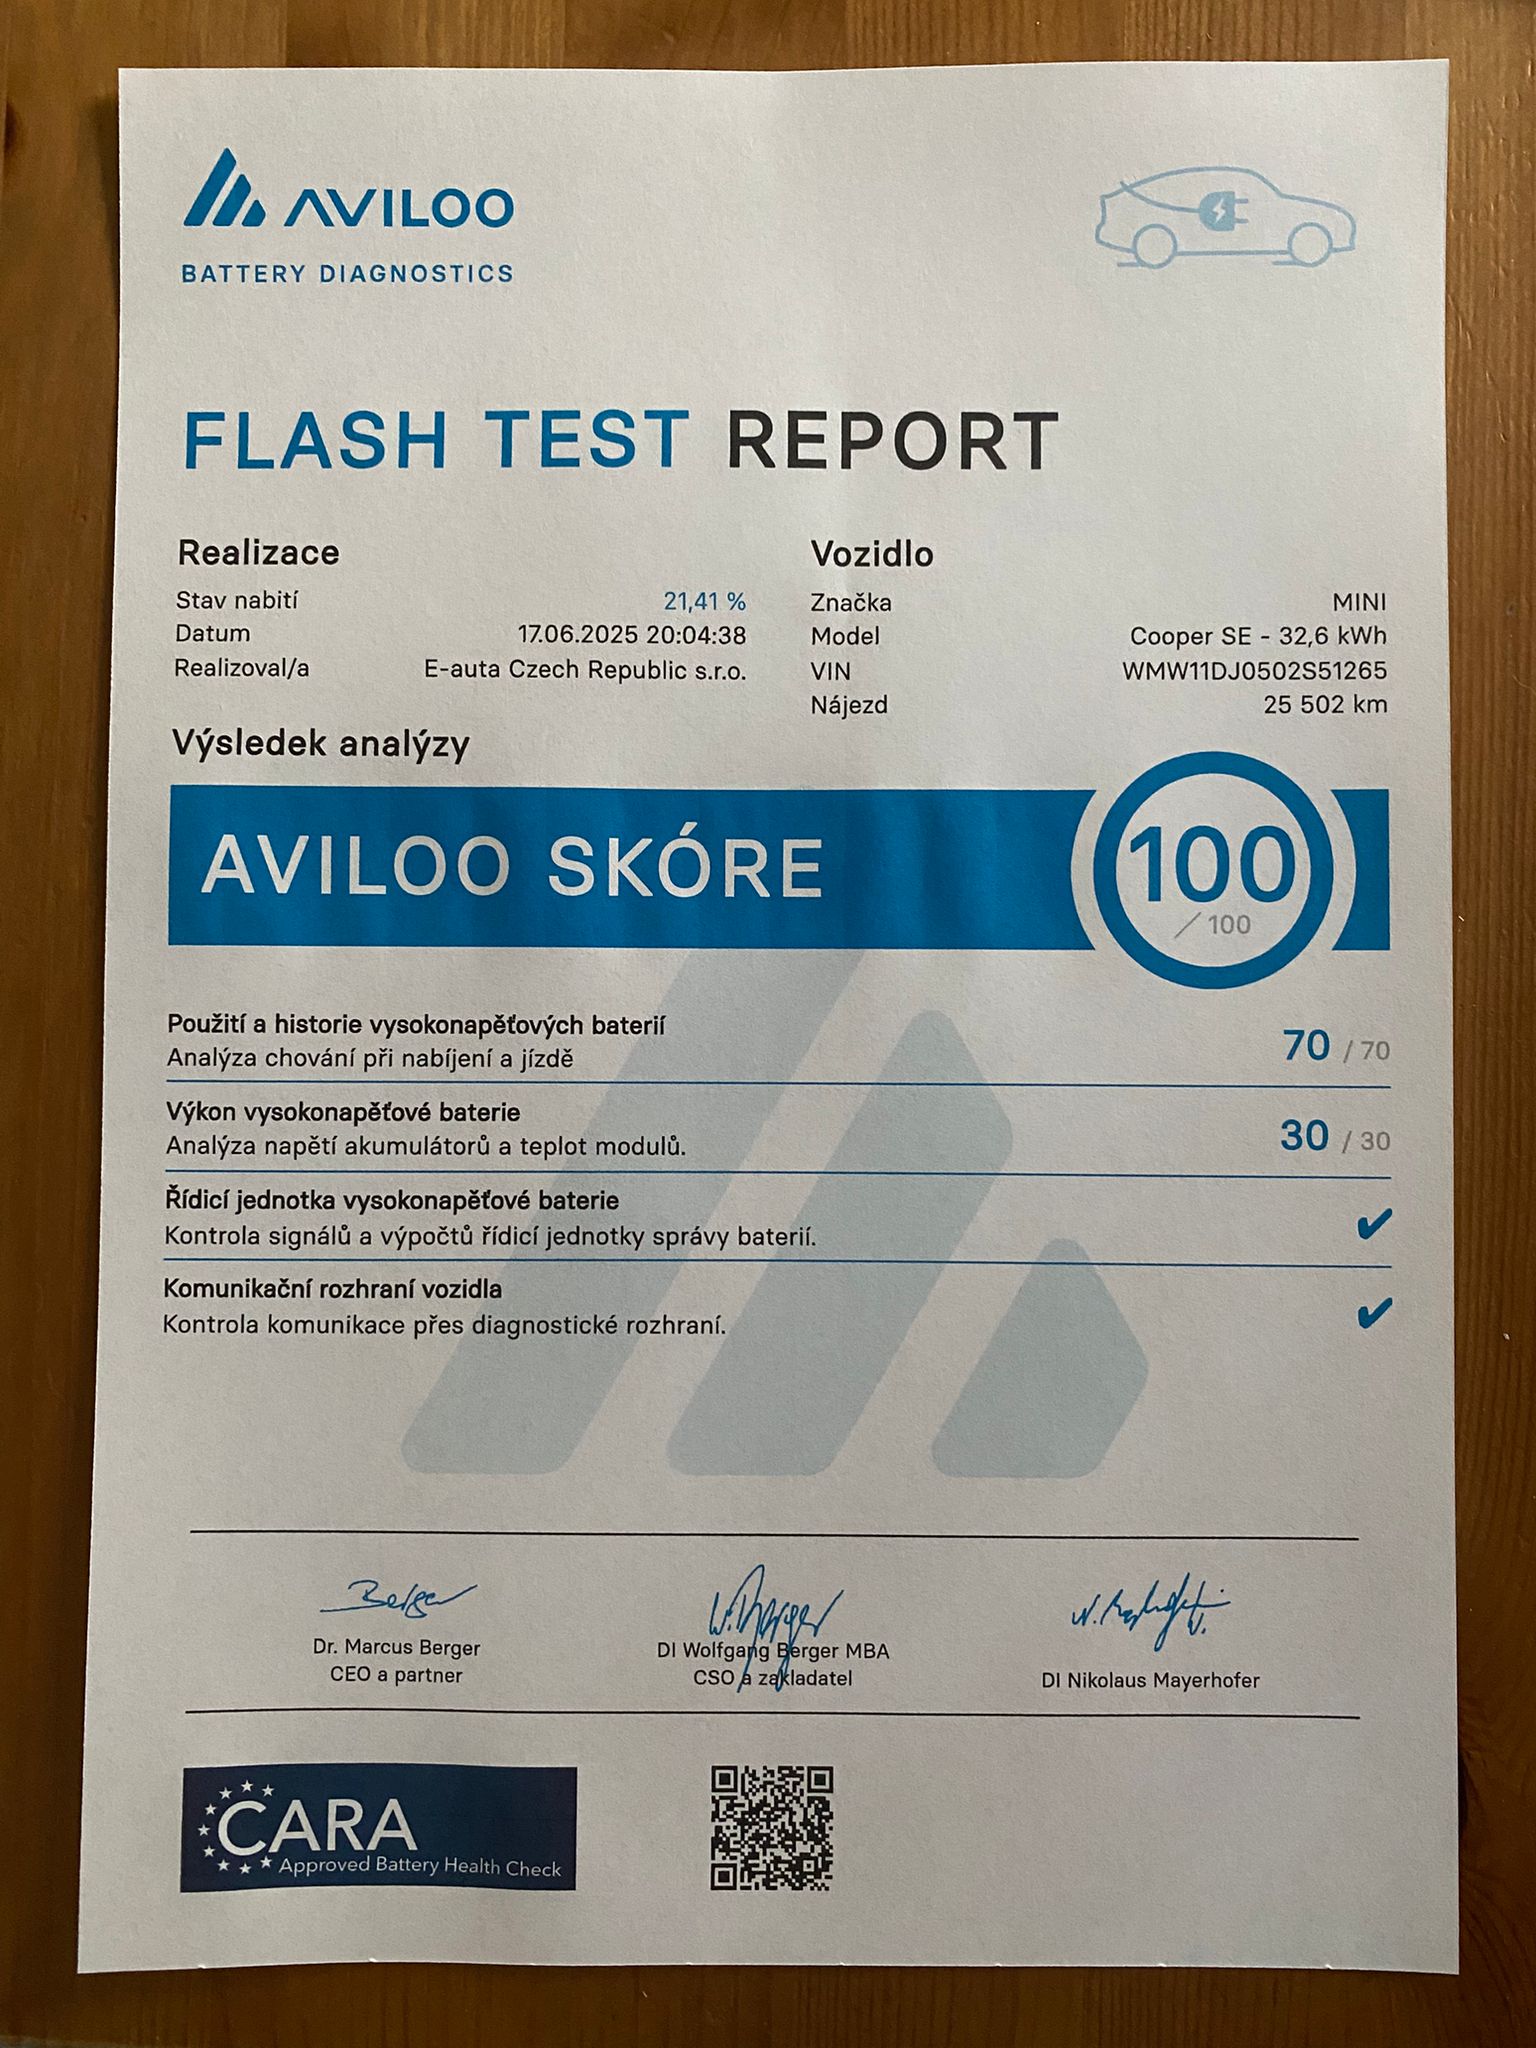 AVILOO
BATTERY DIAGNOSTICS
FLASH TEST REPORT
Realizace
Stav nabití 21,41 %
Datum 17.06.2025 20:04:38
Realizoval/a E-auta Czech Republic s.r.o.
Vozidlo
Značka MINI
Model Cooper SE - 32,6 kWh
VIN WMW11DJ0502S51265
Nájezd 25 502 km
Výsledek analýzy
AVILOO SKÓRE 100
/ 100
Použití a historie vysokonapěťových baterií
Analýza chování při nabíjení a jízdě
70 / 70
Výkon vysokonapěťové baterie
Analýza napětí akumulátorů a teplot modulů.
30 / 30
Řídicí jednotka vysokonapěťové baterie
Kontrola signálů a výpočtů řídicí jednotky správy baterií.
✔
Komunikační rozhraní vozidla
Kontrola komunikace přes diagnostické rozhraní.
✔
Berger
Dr. Marcus Berger
CEO a partner
W. Berger
DI Wolfgang Berger MBA
CSO a zakladatel
DI Nikolaus Mayerhofer
CARA
Approved Battery Health Check